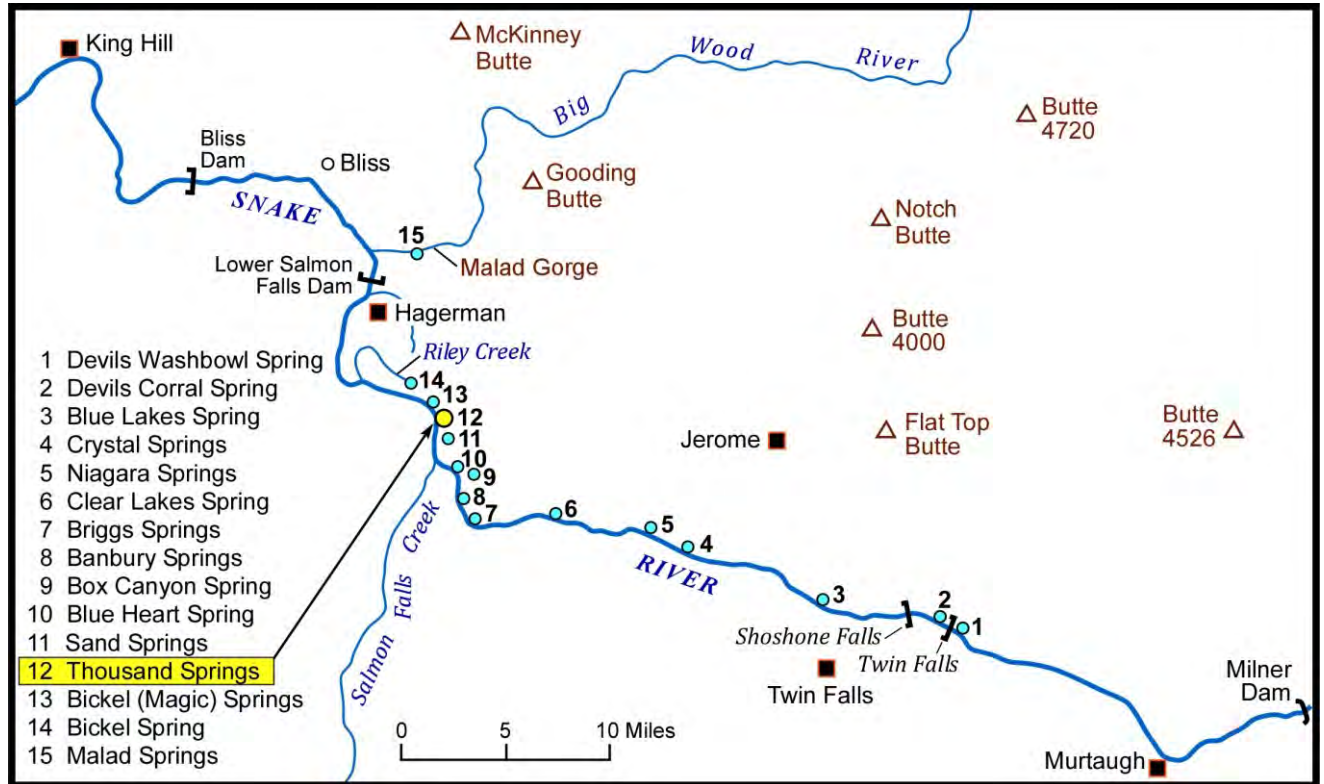 King Hill
McKinney
Butte
Big Wood River
Butte
4720
Bliss
Dam
Bliss
Gooding
Butte
SNAKE
Notch
Butte
15
Malad Gorge
Lower Salmon
Falls Dam
Hagerman
Butte
4000
Riley Creek
14
13
12
11
10
9
8
7
6
5
4
3
2
1
Jerome
Flat Top
Butte
Butte
4526
Salmon Falls Creek
RIVER
Shoshone Falls
Twin Falls
Twin Falls
Milner
Dam
Murtaugh
1 Devils Washbowl Spring
2 Devils Corral Spring
3 Blue Lakes Spring
4 Crystal Springs
5 Niagara Springs
6 Clear Lakes Spring
7 Briggs Springs
8 Banbury Springs
9 Box Canyon Spring
10 Blue Heart Spring
11 Sand Springs
12 Thousand Springs
13 Bickel (Magic) Springs
14 Bickel Spring
15 Malad Springs
0 5 10 Miles